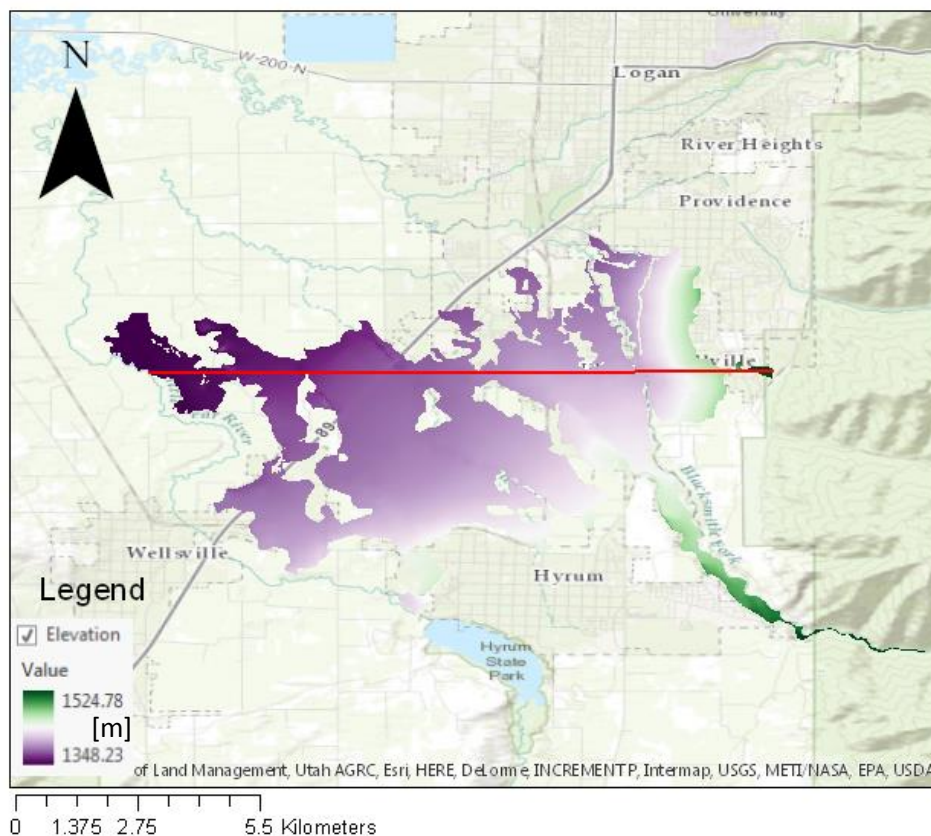 University
N
W-200-N
Logan
River Heights
Providence
lville
River
89
Blacksmith Fork
Wellsville
Hyrum
Hyrum
State
Park
Legend
Elevation
Value
1524.78
[m]
1348.23
of Land Management, Utah AGRC, Esri, HERE, DeLorme, INCREMENT P, Intermap, USGS, METI/NASA, EPA, USDA
0 1.375 2.75 5.5 Kilometers